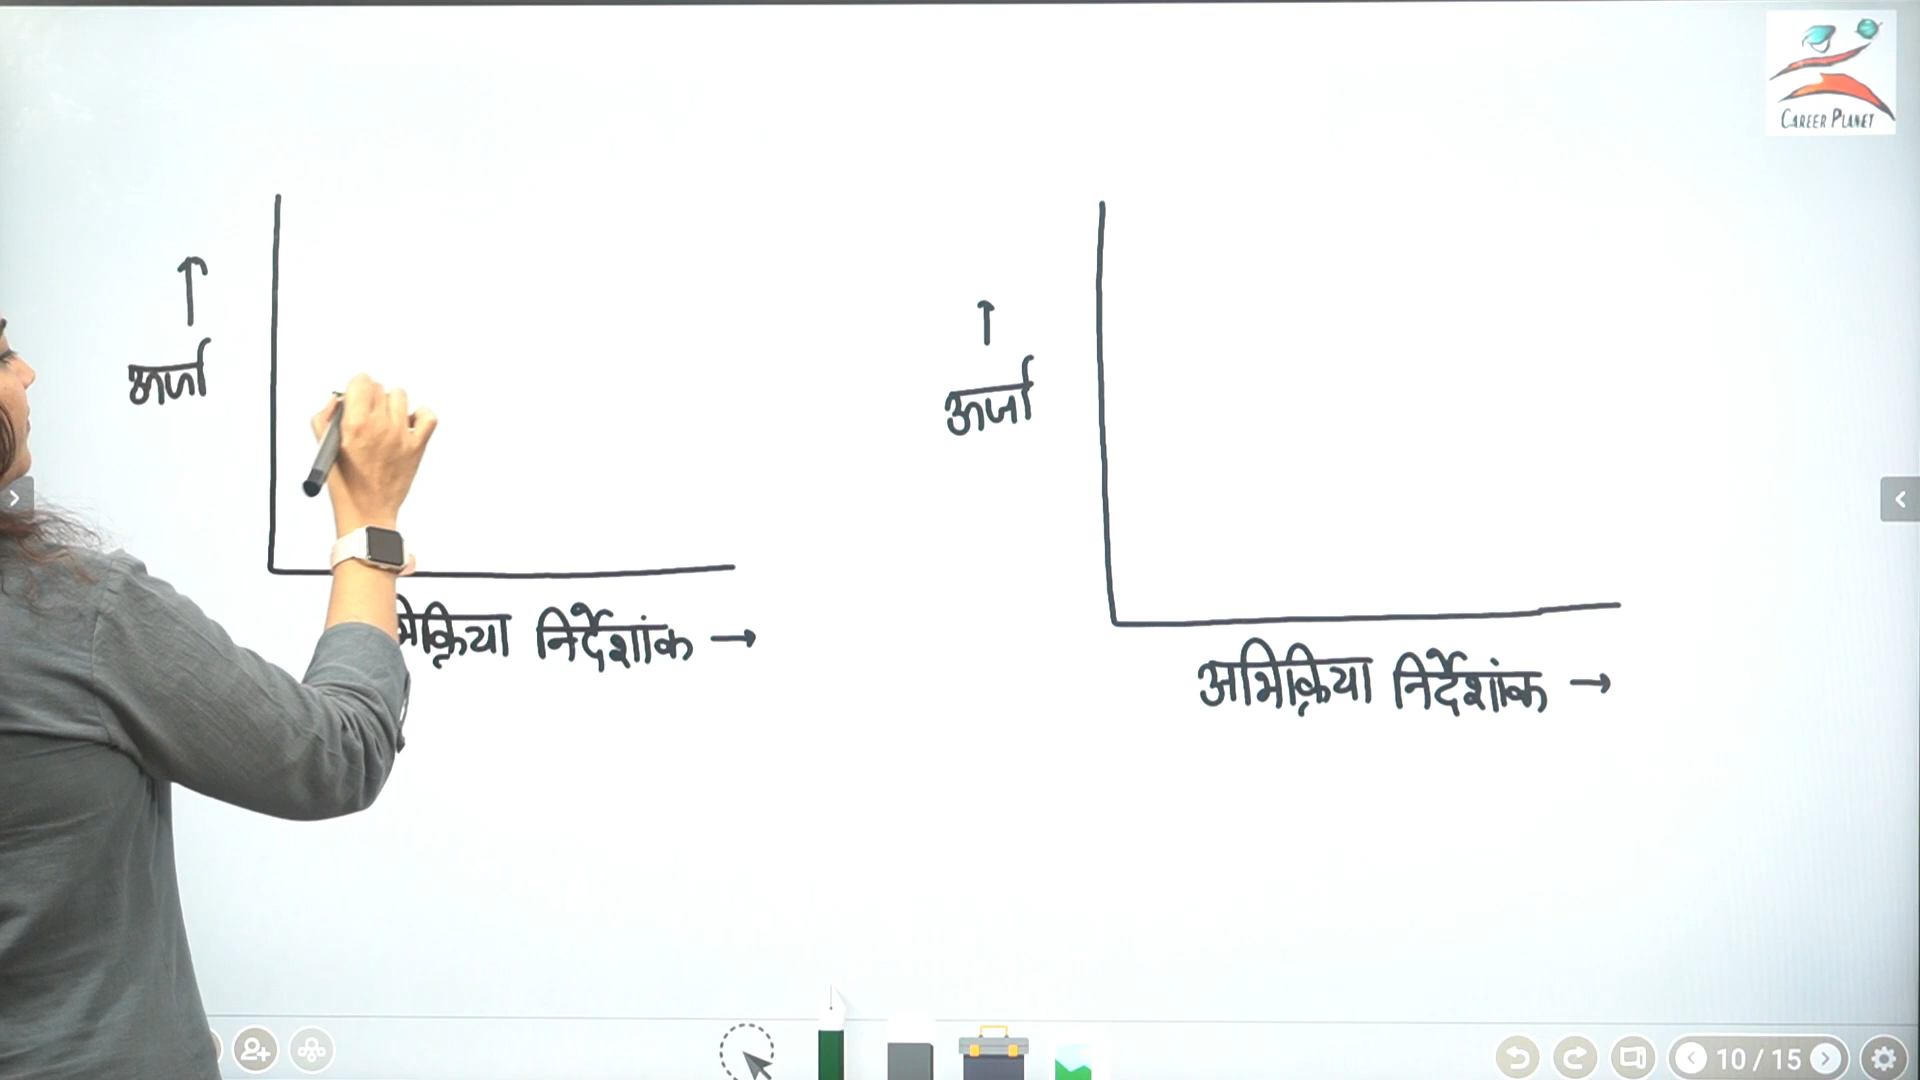 CAREER PLANET
ऊर्जा
निर्देशांक →
ऊर्जा
अभिक्रिया निर्देशांक →
10 / 15